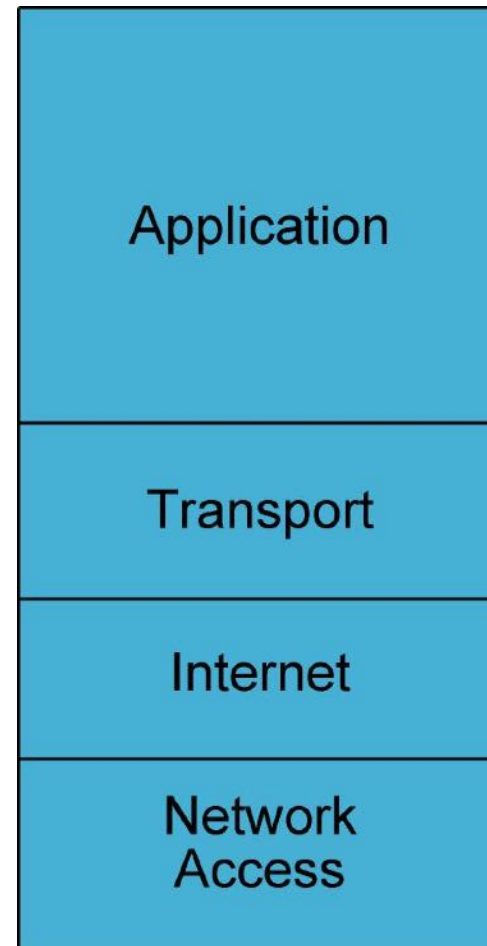 Application
Transport
Internet
Network
Access